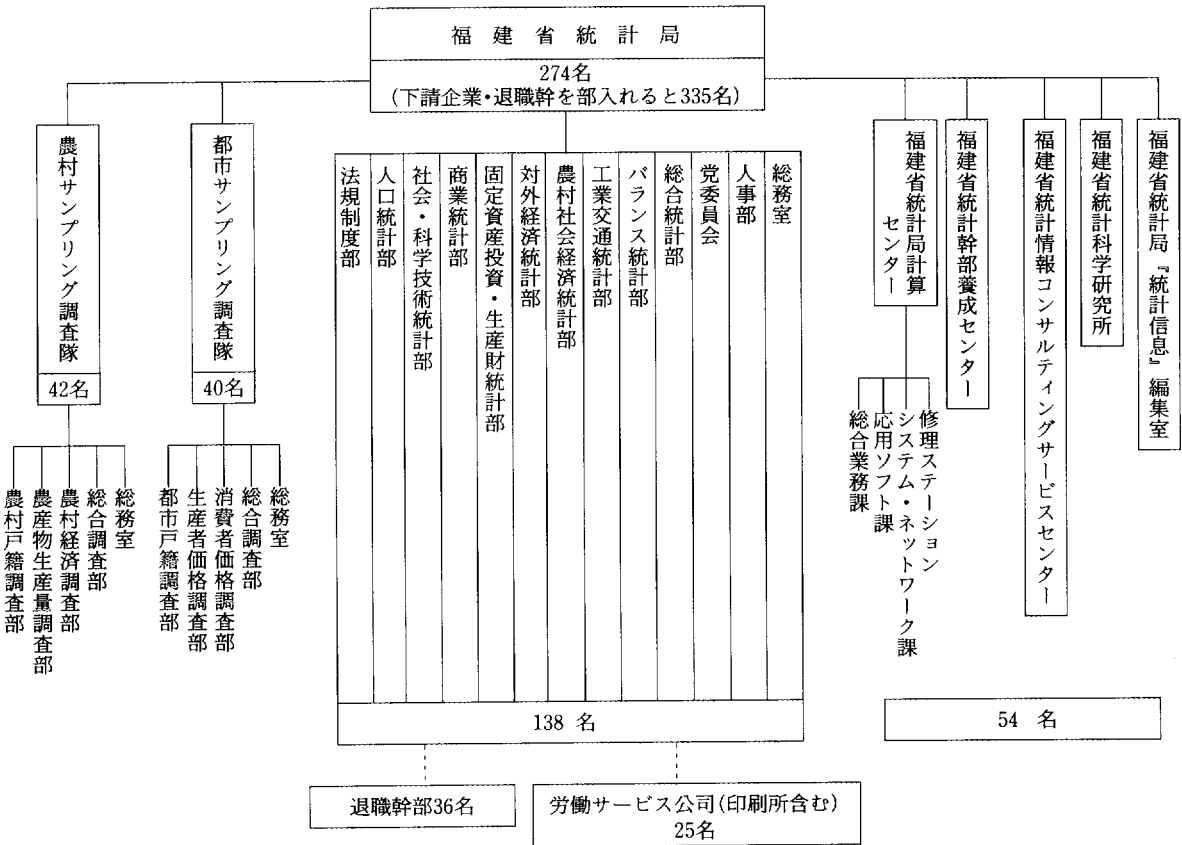 福建省統計局
274名
(下請企業・退職幹を部入れると335名)
農村サンプリング調査隊
42名
総務室
総合調査部
農村経済調査部
農産物生産量調査部
農村戸籍調査部
都市サンプリング調査隊
40名
総務室
総合調査部
消費者価格調査部
生産者価格調査部
都市戸籍調査部
総務室
人事部
党委員会
総合統計部
バランス統計部
工業交通統計部
農村社会経済統計部
対外経済統計部
固定資産投資・生産財統計部
商業統計部
社会・科学技術統計部
人口統計部
法規制度部
138名
退職幹部36名
労働サービス公司(印刷所含む)
25名
福建省統計局『統計信息』編集室
福建省統計科学研究所
福建省統計情報コンサルティングサービスセンター
福建省統計幹部養成センター
福建省統計局計算
センター
修理ステーション
システム・ネットワーク課
応用ソフト課
総合業務課
54名